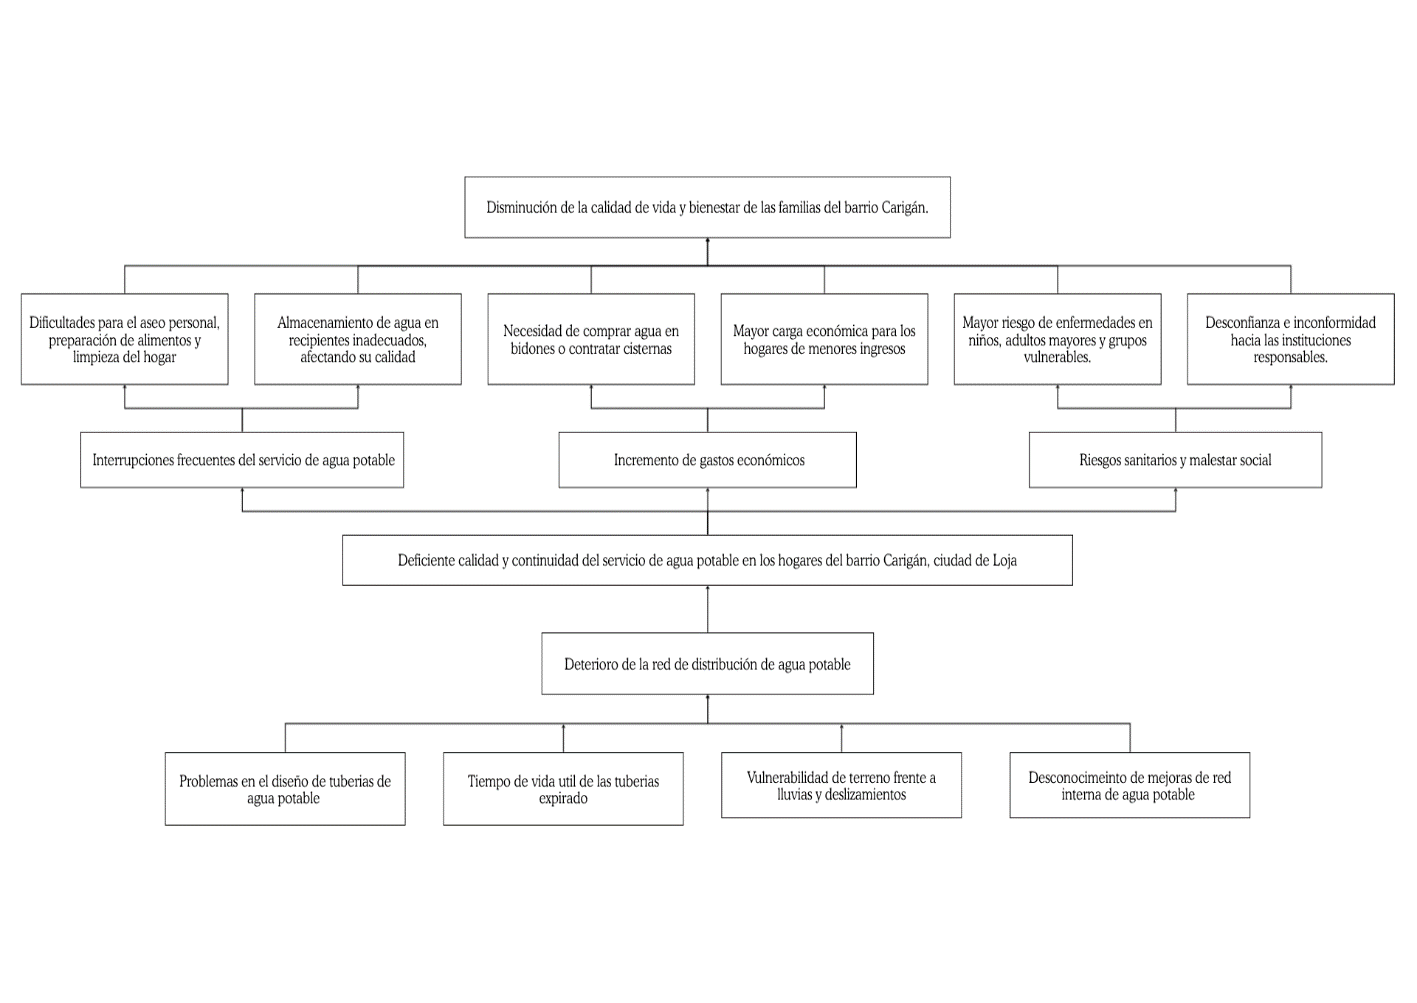 Disminución de la calidad de vida y bienestar de las familias del barrio Carigán.
Dificultades para el aseo personal,
preparación de alimentos y
limpieza del hogar
Almacenamiento de agua en
recipientes inadecuados,
afectando su calidad
Necesidad de comprar agua en
bidones o contratar cisternas
Mayor carga económica para los
hogares de menores ingresos
Mayor riesgo de enfermedades en
niños, adultos mayores y grupos
vulnerables.
Desconfianza e inconformidad
hacia las instituciones
responsables.
Interrupciones frecuentes del servicio de agua potable
Incremento de gastos económicos
Riesgos sanitarios y malestar social
Deficiente calidad y continuidad del servicio de agua potable en los hogares del barrio Carigán, ciudad de Loja
Deterioro de la red de distribución de agua potable
Problemas en el diseño de tuberias de
agua potable
Tiempo de vida util de las tuberias
expirado
Vulnerabilidad de terreno frente a
lluvias y deslizamientos
Desconocimeinto de mejoras de red
interna de agua potable